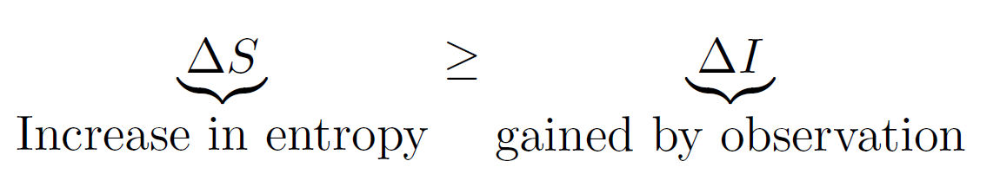 ΔS ≥ ΔI
Increase in entropy gained by observation